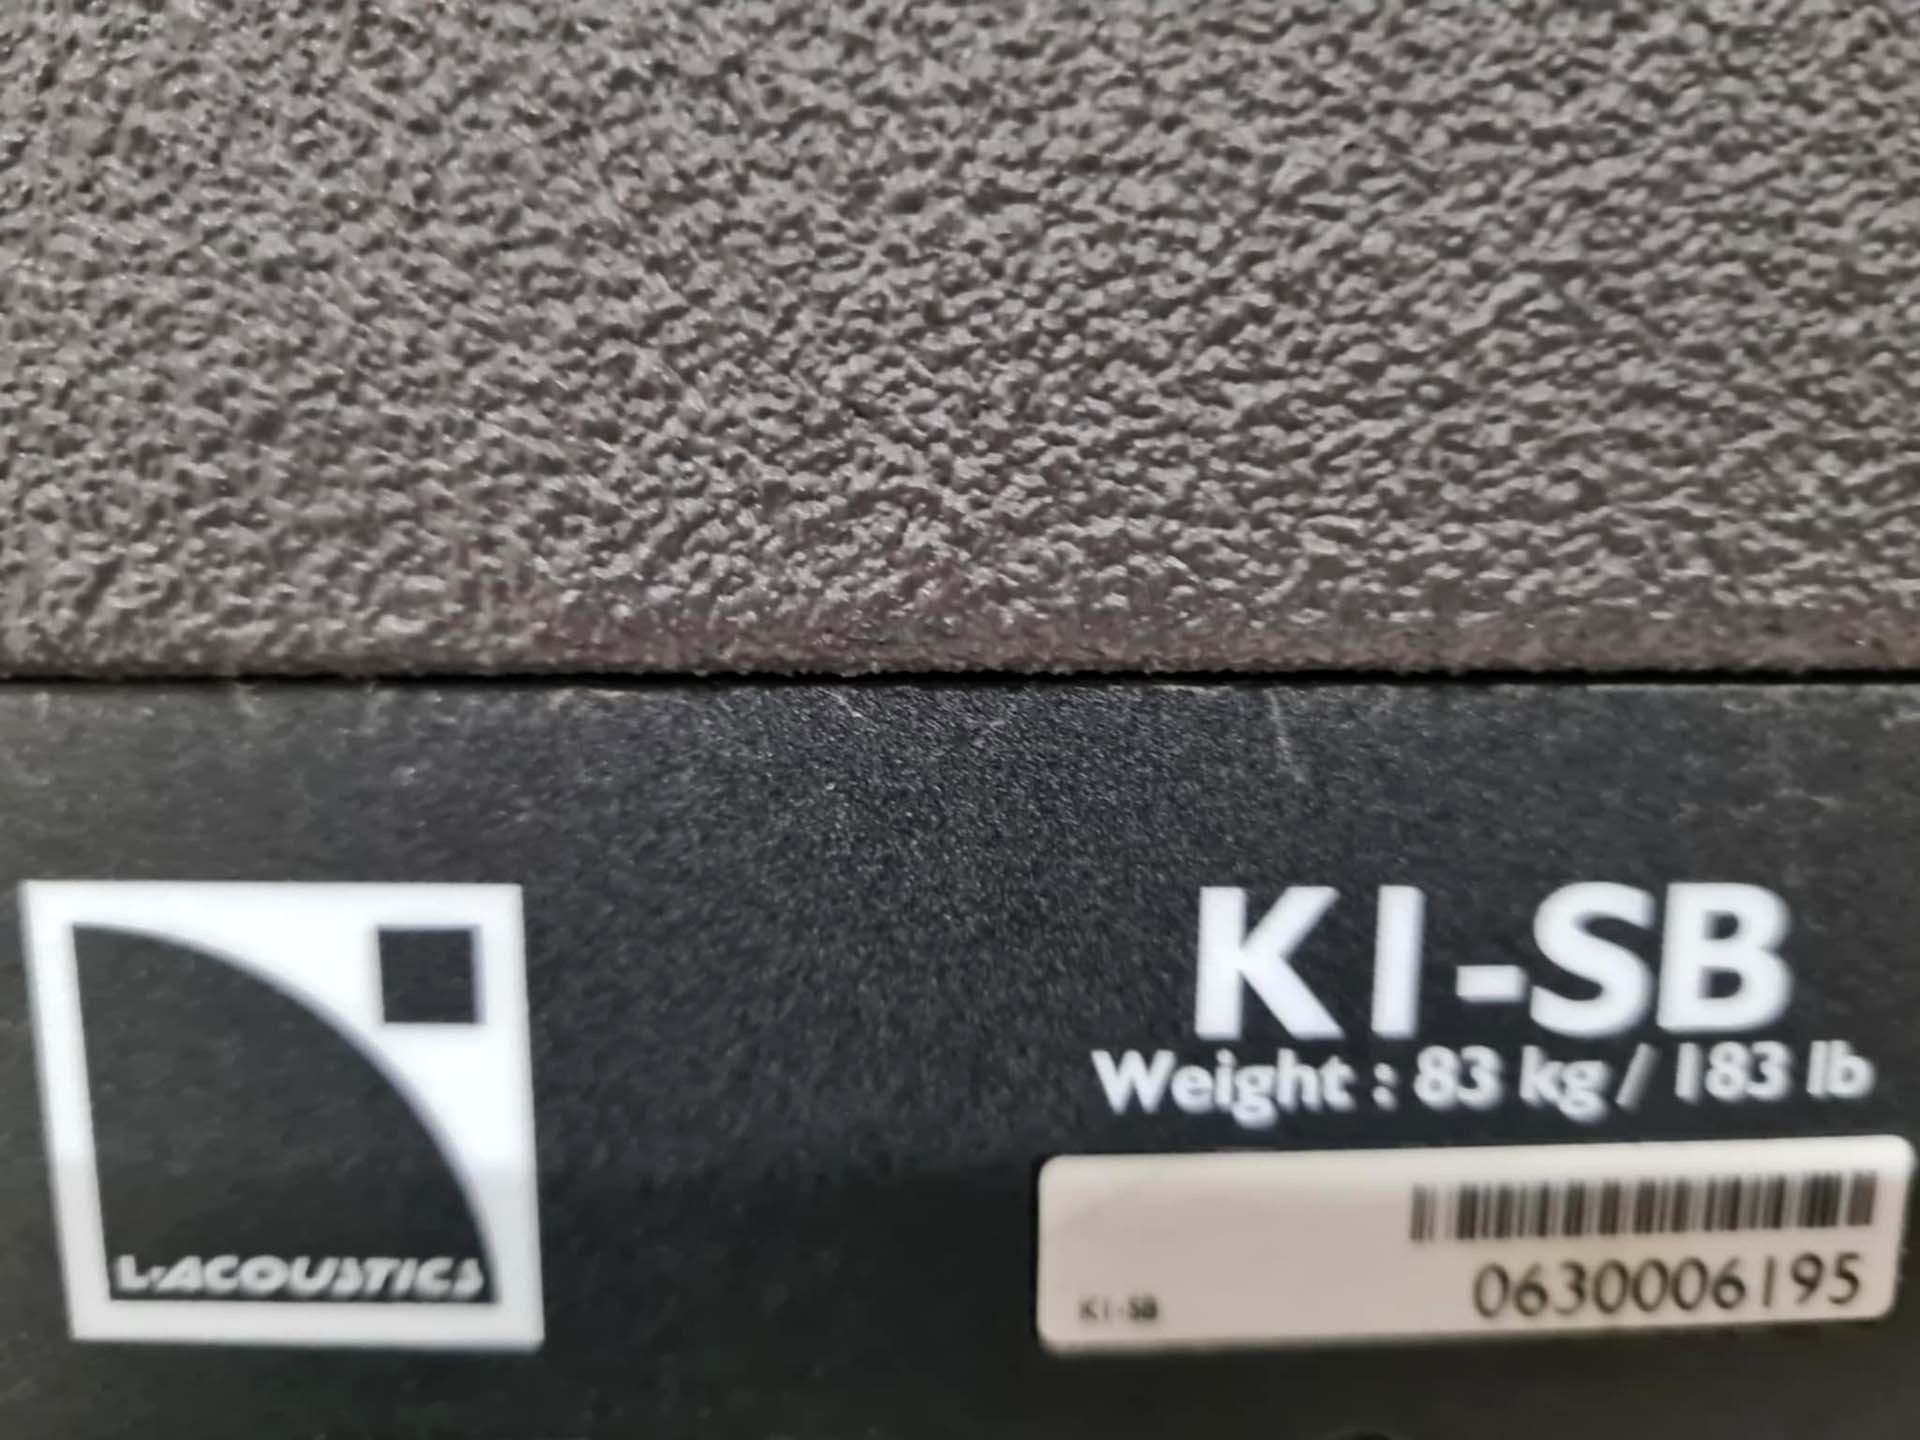 K1-SB
Weight : 83 kg / 183 lb
L-ACOUSTICS
K1-SB
0630006195